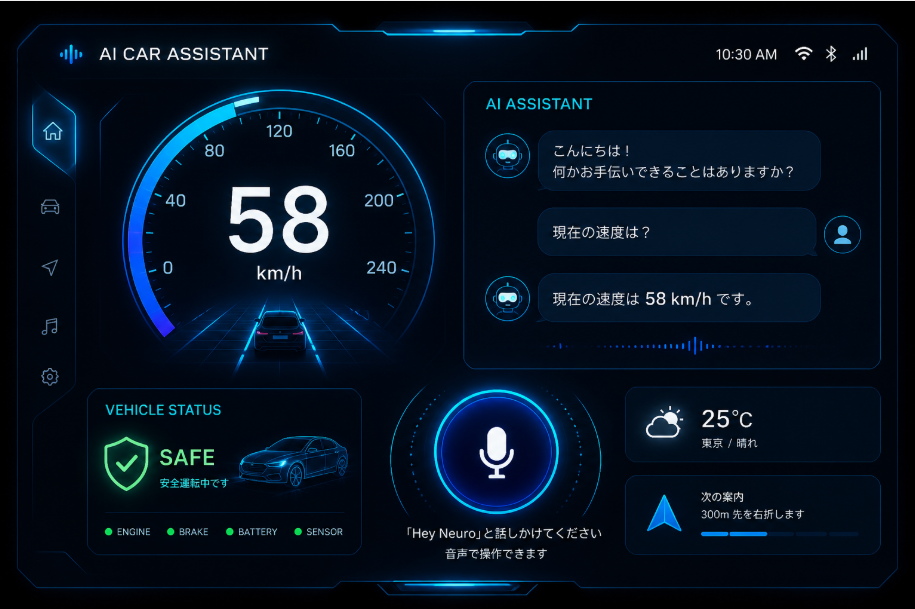 AI CAR ASSISTANT
10:30 AM
0
40
80
120
160
200
240
58
km/h
AI ASSISTANT
こんにちは！
何かお手伝いできることはありますか？
現在の速度は？
現在の速度は 58 km/h です。
VEHICLE STATUS
SAFE
安全運転中です
ENGINE
BRAKE
BATTERY
SENSOR
「Hey Neuro」と話しかけてください
音声で操作できます
25°C
東京 / 晴れ
次の案内
300m 先を右折します